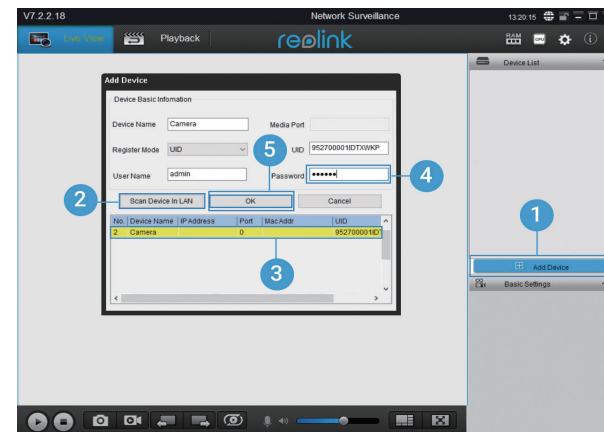 V7.2.2.18 Network Surveillance 13:20:15
Live View Playback reolink RAM CPU
Device List
Add Device
Device Basic Infomation
Device Name Camera Media Port
Register Mode UID UID 952700001IDTXWKP
User Name admin Password ••••••
5
4
2
Scan Device In LAN OK Cancel
1
No. Device Name IP Address Port Mac Addr UID
2 Camera 0 952700001ID
3
Add Device
Basic Settings